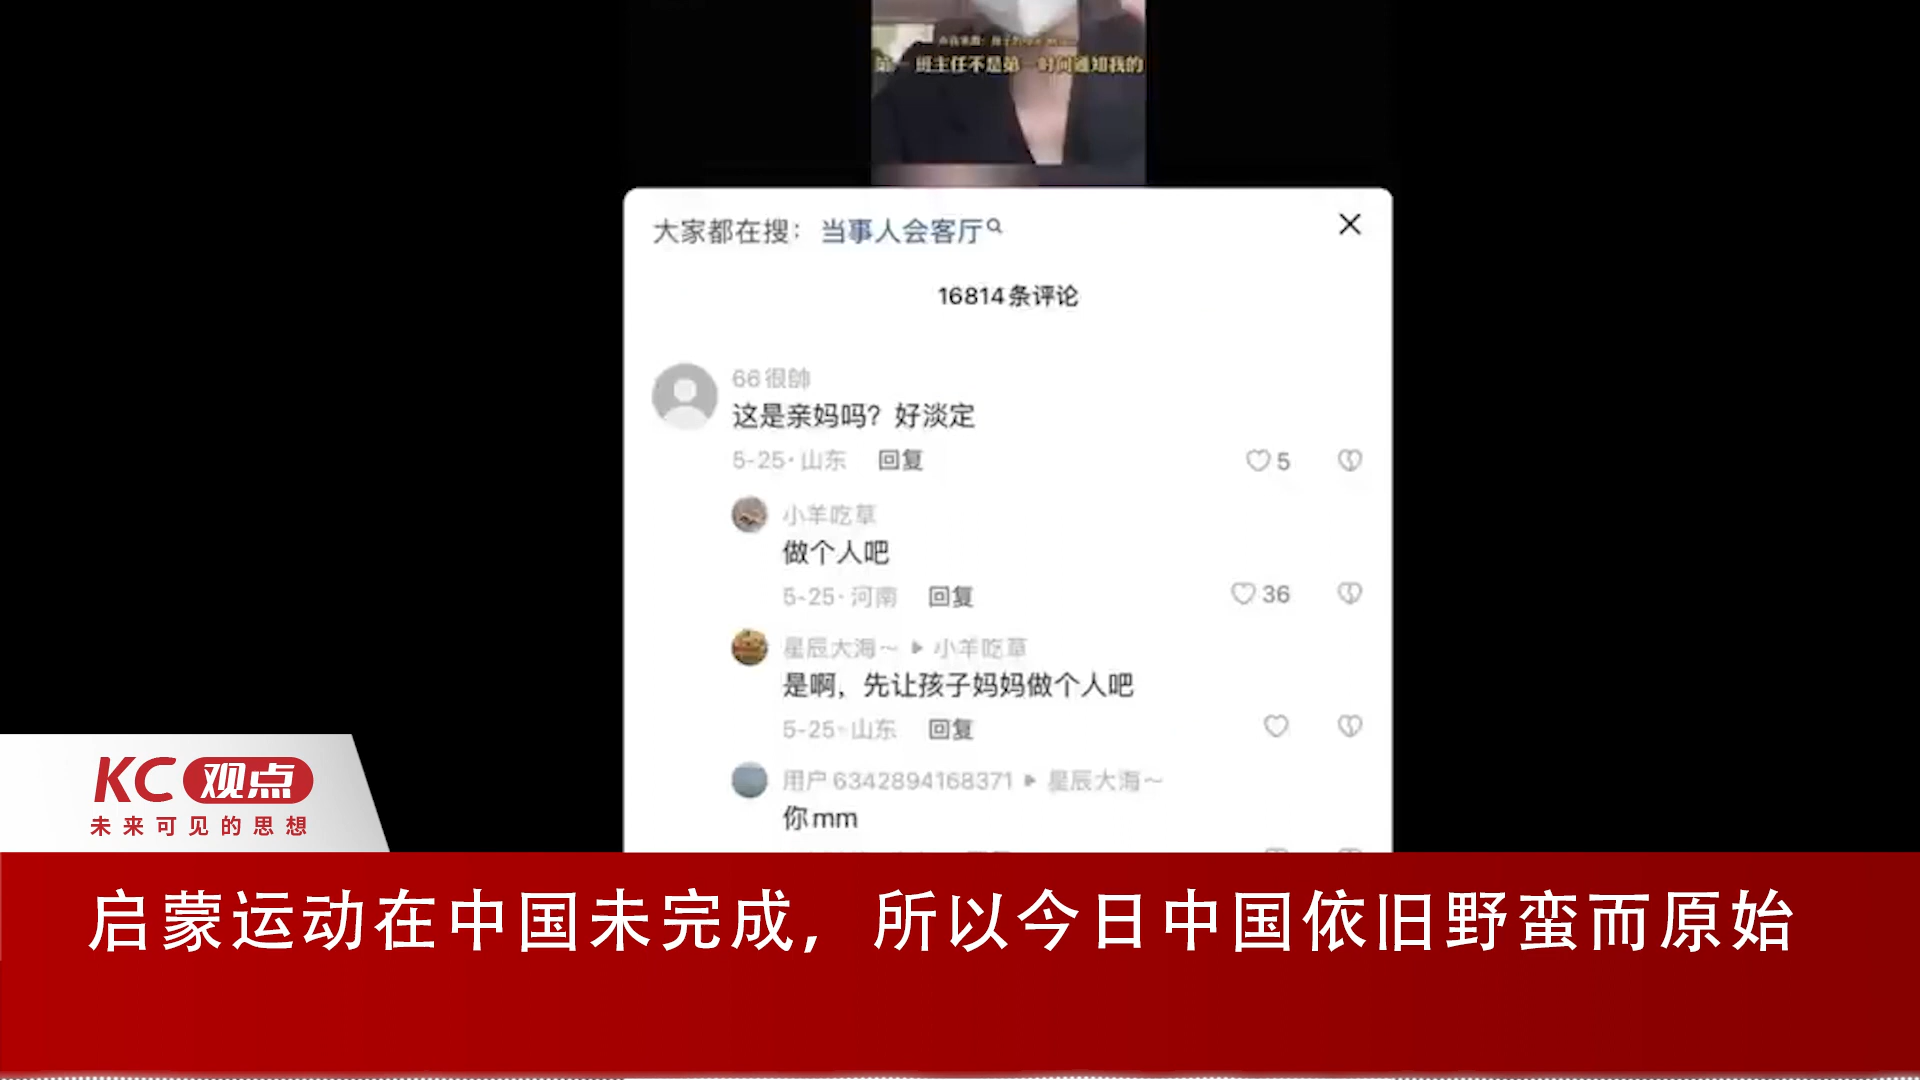 第一 班主任不是第一时间通知我的
大家都在搜：当事人会客厅
16814条评论
66很帥
这是亲妈吗？好淡定
5-25·山东 回复
5
小羊吃草
做个人吧
5-25·河南 回复
36
星辰大海～ ▶ 小羊吃草
是啊，先让孩子妈妈做个人吧
5-25·山东 回复
用户6342894168371 ▶ 星辰大海～
你mm
KC观点
未来可见的思想
启蒙运动在中国未完成，所以今日中国依旧野蛮而原始